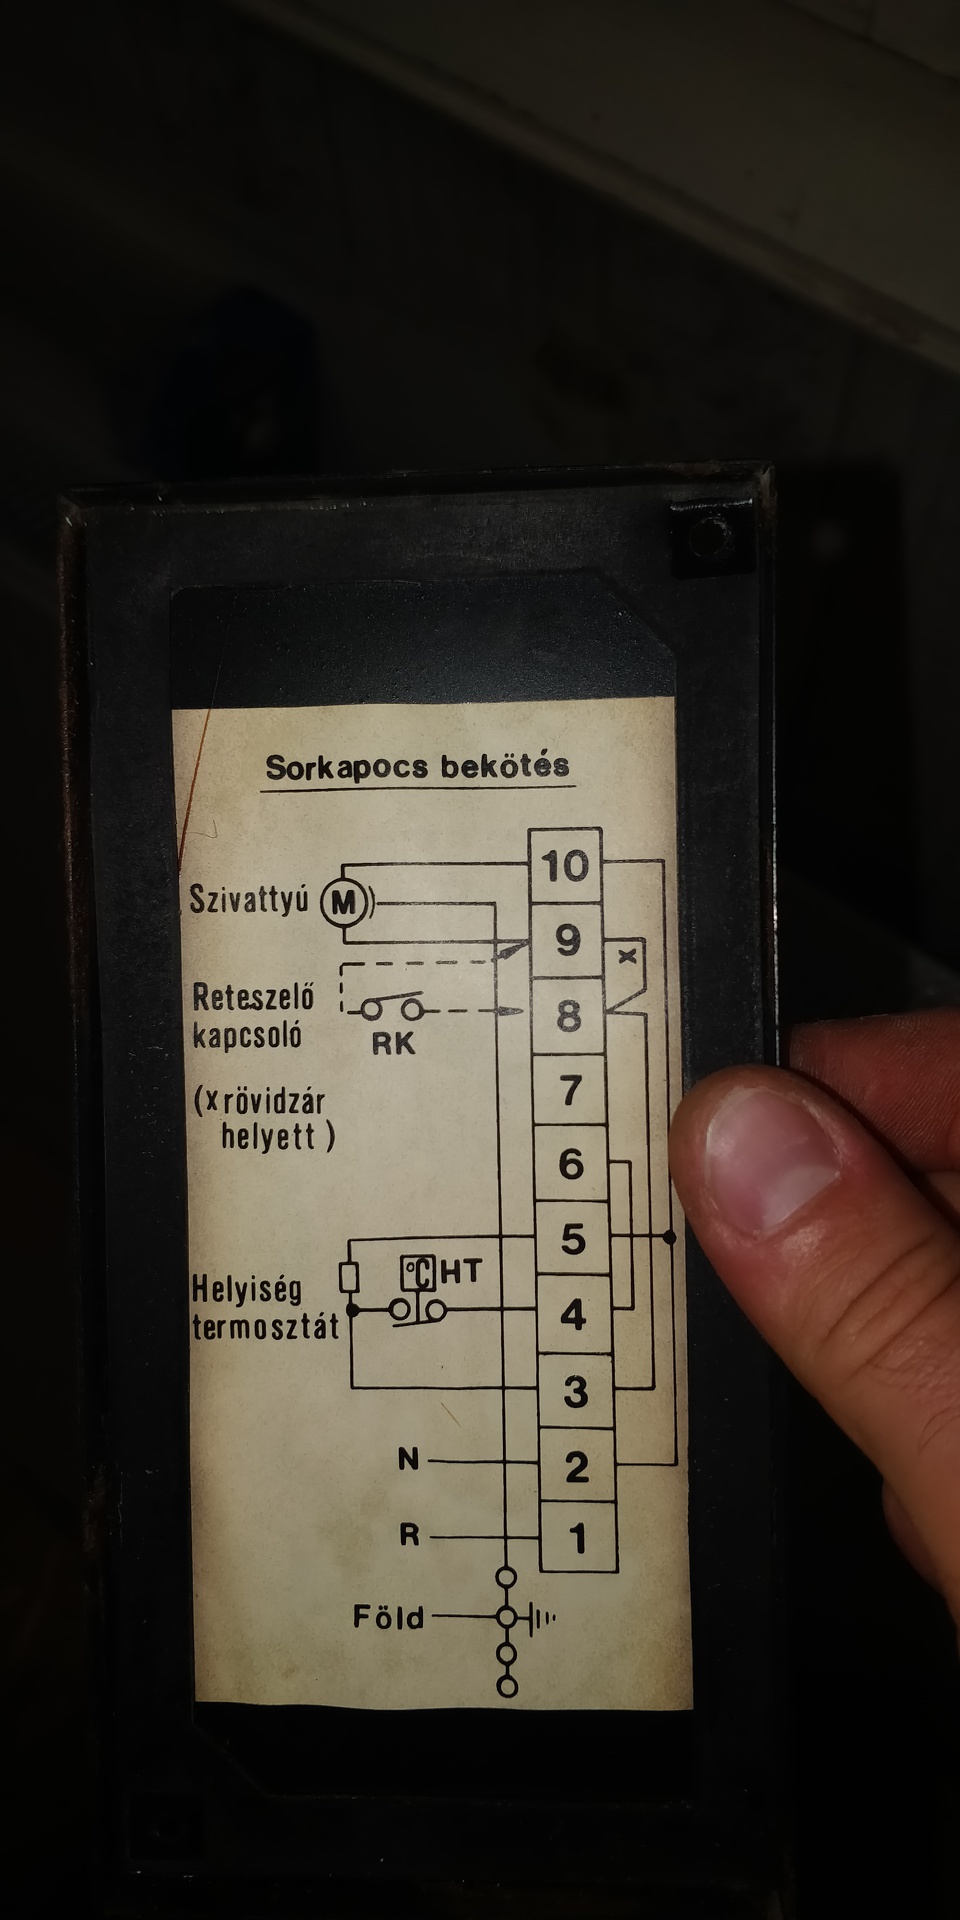 Sorkapocs bekötés
10
Szivattyú M
9
x
Reteszelő
kapcsoló
8
RK
7
(x rövidzár
helyett)
6
5
°C HT
Helyiség
termosztát
4
3
N
2
R
1
Föld